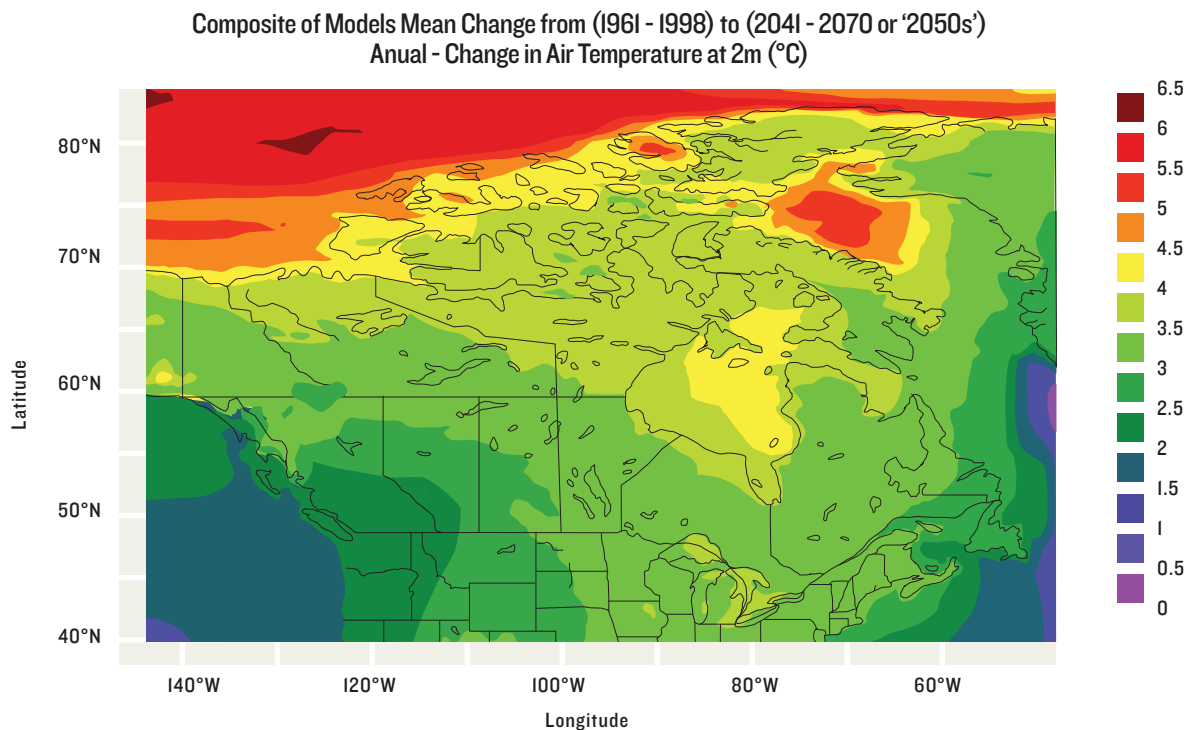 Composite of Models Mean Change from (1961 - 1998) to (2041 - 2070 or ‘2050s’)
Anual - Change in Air Temperature at 2m (°C)
6.5
6
5.5
5
4.5
4
3.5
3
2.5
2
1.5
1
0.5
0
80°N
70°N
60°N
50°N
40°N
Latitude
140°W
120°W
100°W
80°W
60°W
Longitude